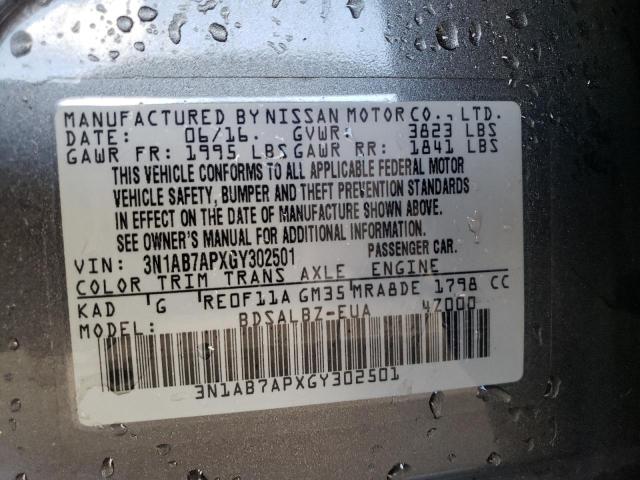 MANUFACTURED BY NISSAN MOTOR CO., LTD.
DATE: 06/16. GVWR: 3823 LBS
GAWR FR: 1995 LBS GAWR RR: 1841 LBS
THIS VEHICLE CONFORMS TO ALL APPLICABLE FEDERAL MOTOR
VEHICLE SAFETY, BUMPER AND THEFT PREVENTION STANDARDS
IN EFFECT ON THE DATE OF MANUFACTURE SHOWN ABOVE.
SEE OWNER'S MANUAL FOR ADDITIONAL INFORMATION.
VIN: 3N1AB7APXGY302501 PASSENGER CAR.
COLOR TRIM TRANS AXLE ENGINE
KAD G RE0F11A GM35 MRA8DE 1798 CC
MODEL: BDSALBZ-EUA 4Z000
3N1AB7APXGY302501